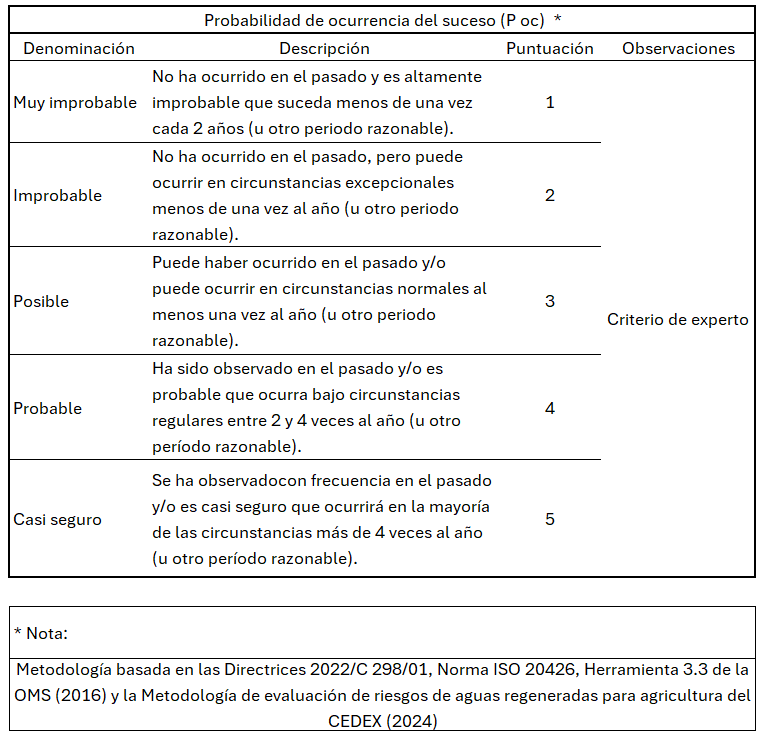 Probabilidad de ocurrencia del suceso (P oc) *
Denominación Descripción Puntuación Observaciones
Muy improbable
No ha ocurrido en el pasado y es altamente
improbable que suceda menos de una vez
cada 2 años (u otro periodo razonable).
1
Improbable
No ha ocurrido en el pasado, pero puede
ocurrir en circunstancias excepcionales
menos de una vez al año (u otro periodo
razonable).
2
Posible
Puede haber ocurrido en el pasado y/o
puede ocurrir en circunstancias normales al
menos una vez al año (u otro periodo
razonable).
3
Criterio de experto
Probable
Ha sido observado en el pasado y/o es
probable que ocurra bajo circunstancias
regulares entre 2 y 4 veces al año (u otro
período razonable).
4
Casi seguro
Se ha observadocon frecuencia en el pasado
y/o es casi seguro que ocurrirá en la mayoría
de las circunstancias más de 4 veces al año
(u otro período razonable).
5
* Nota:
Metodología basada en las Directrices 2022/C 298/01, Norma ISO 20426, Herramienta 3.3 de la
OMS (2016) y la Metodología de evaluación de riesgos de aguas regeneradas para agricultura del
CEDEX (2024)